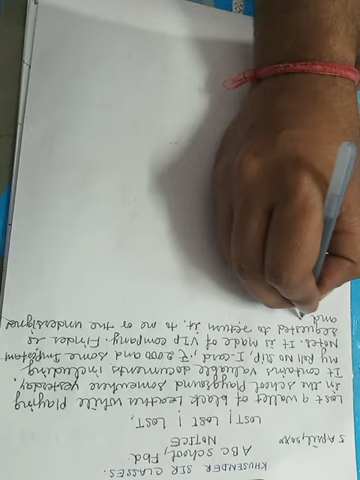 KHUSENDER SIR CLASSES.
ABC School, Fbd.
NOTICE
5 April, 20xx
LOST! LOST! LOST,
Lost a wallet of black Leather while Playing
in the school Playground somewhere yesterday.
It contains valuable documents including
my Roll No Slip, I-card, ₹ 2,000 and some Important
Notes. It is made of VIP company. Finder is
requested to return it to me or the undersigned
and